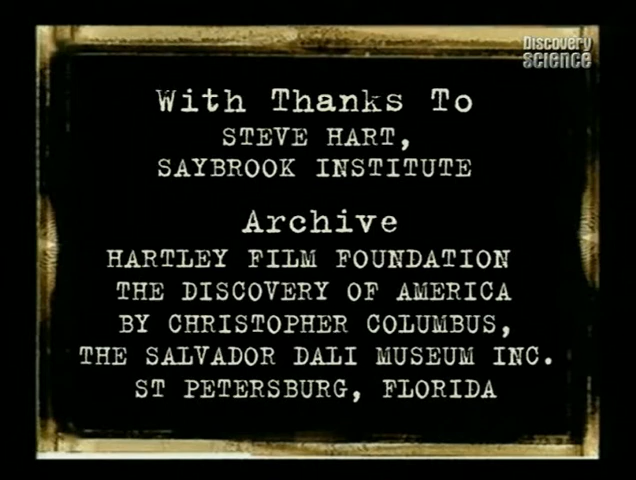 Discovery
SCIENCE
With Thanks To
STEVE HART,
SAYBROOK INSTITUTE
Archive
HARTLEY FILM FOUNDATION
THE DISCOVERY OF AMERICA
BY CHRISTOPHER COLUMBUS,
THE SALVADOR DALI MUSEUM INC.
ST PETERSBURG, FLORIDA